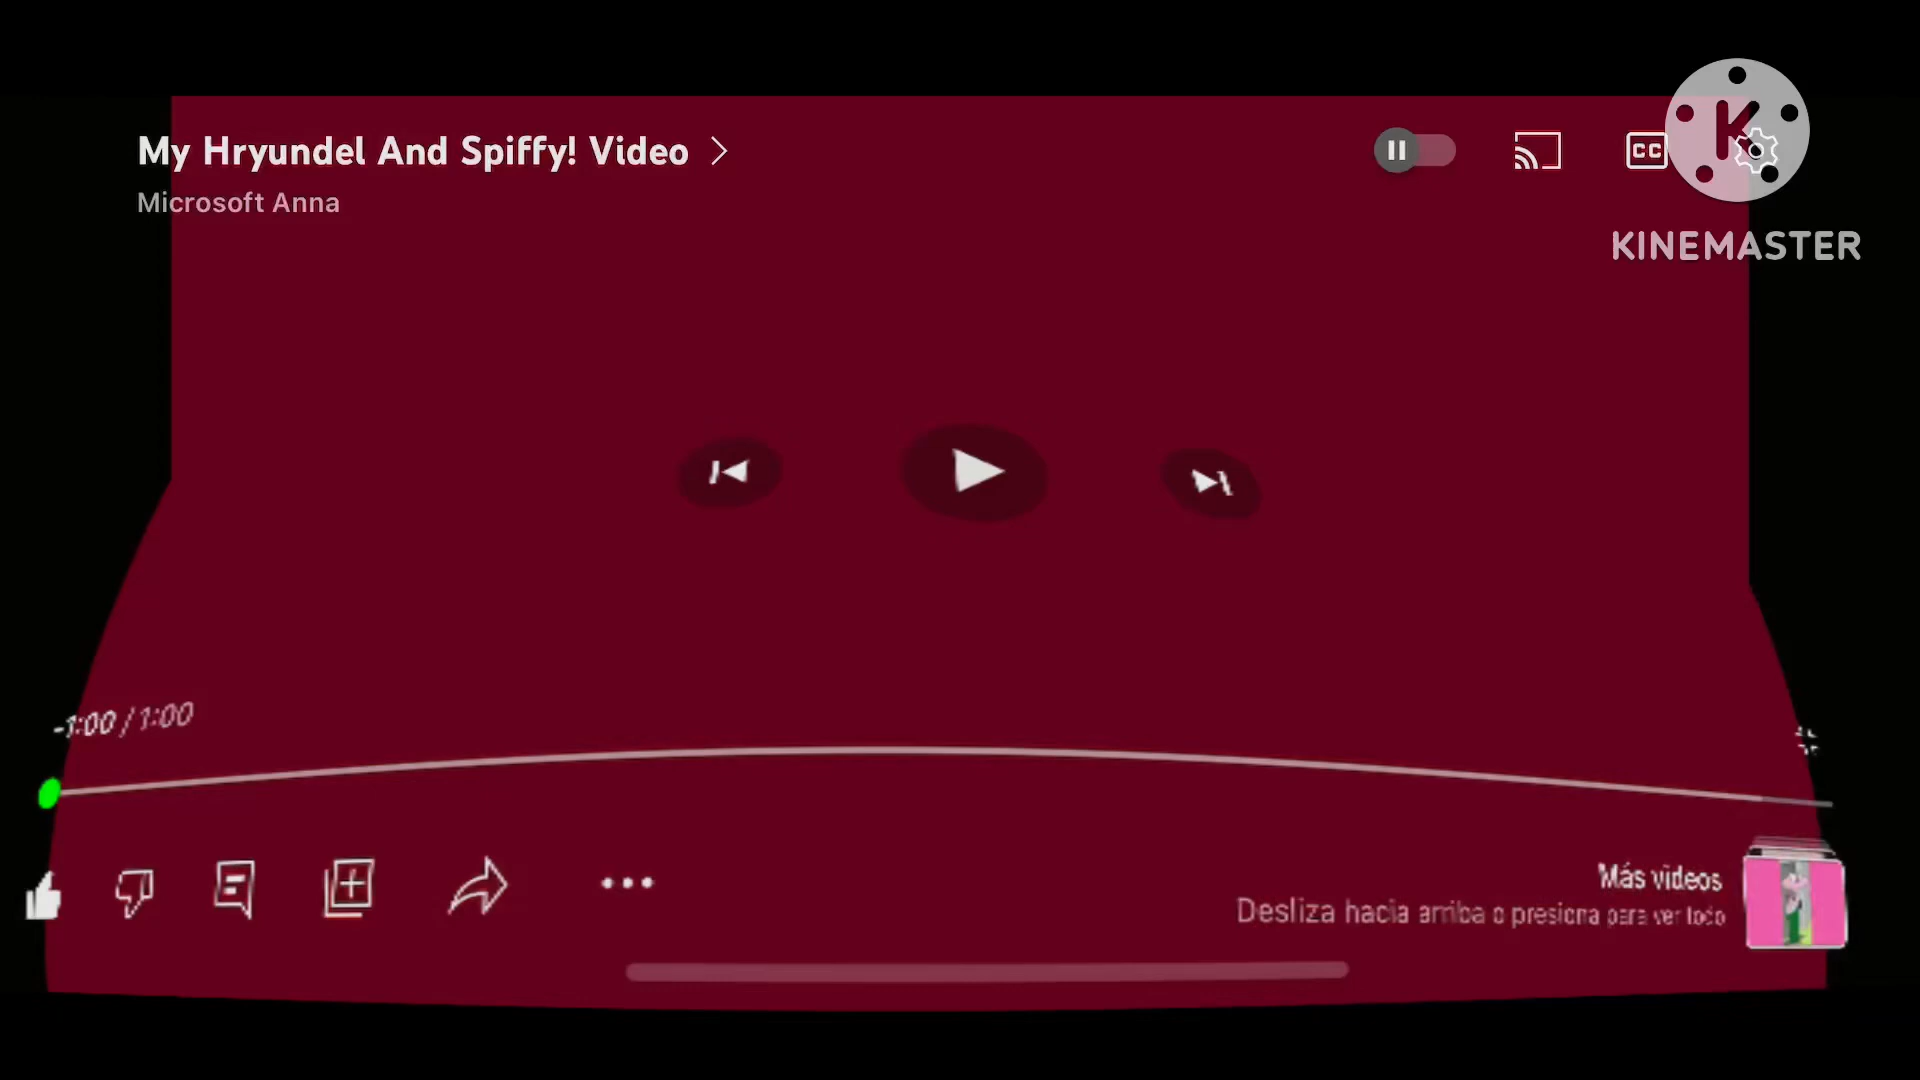 My Hryundel And Spiffy! Video
Microsoft Anna
CC
K
KINEMASTER
-1:00 / 1:00
Más videos
Desliza hacia arriba o presiona para ver todo